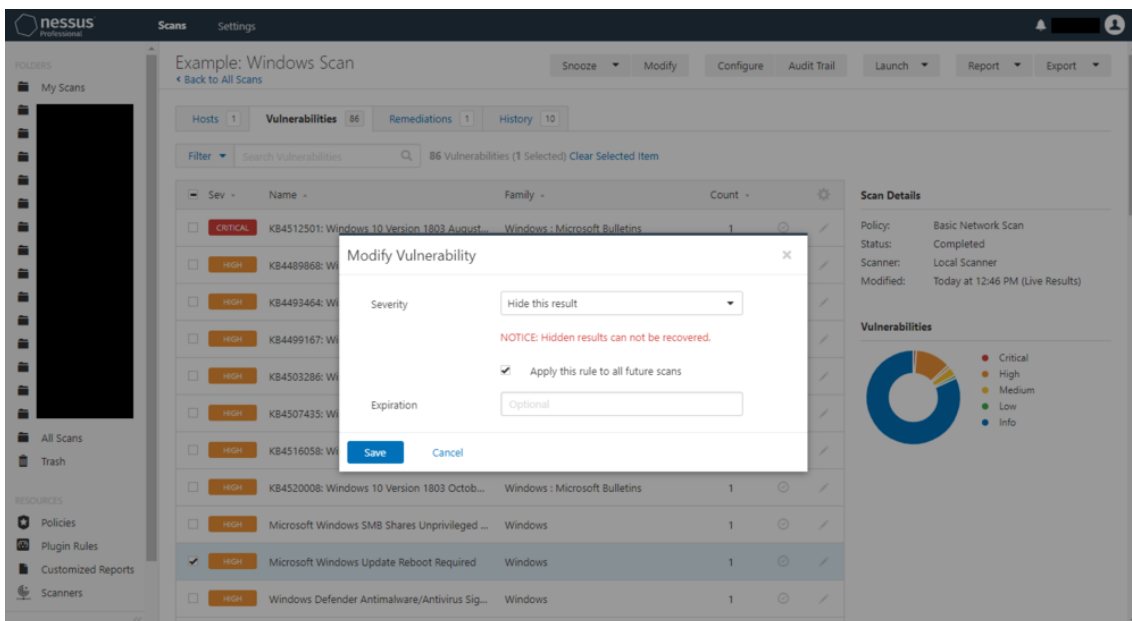 nessus
Professional
Scans
Settings
FOLDERS
My Scans
All Scans
Trash
RESOURCES
Policies
Plugin Rules
Customized Reports
Scanners
Example: Windows Scan
Back to All Scans
Snooze
Modify
Configure
Audit Trail
Launch
Report
Export
Hosts 1
Vulnerabilities 86
Remediations 1
History 10
Filter
Search Vulnerabilities
86 Vulnerabilities (1 Selected) Clear Selected Item
Sev Name Family Count
CRITICAL KB4512501: Windows 10 Version 1803 August... Windows : Microsoft Bulletins 1
HIGH KB4489868: Wi
HIGH KB4493464: Wi
HIGH KB4499167: Wi
HIGH KB4503286: Wi
HIGH KB4507435: Wi
HIGH KB4516058: Wi
HIGH KB4520008: Windows 10 Version 1803 Octob... Windows : Microsoft Bulletins 1
HIGH Microsoft Windows SMB Shares Unprivileged ... Windows 1
HIGH Microsoft Windows Update Reboot Required Windows 1
HIGH Windows Defender Antimalware/Antivirus Sig... Windows 1
Modify Vulnerability
Severity
Hide this result
NOTICE: Hidden results can not be recovered.
Apply this rule to all future scans
Expiration
Optional
Save
Cancel
Scan Details
Policy: Basic Network Scan
Status: Completed
Scanner: Local Scanner
Modified: Today at 12:46 PM (Live Results)
Vulnerabilities
Critical
High
Medium
Low
Info